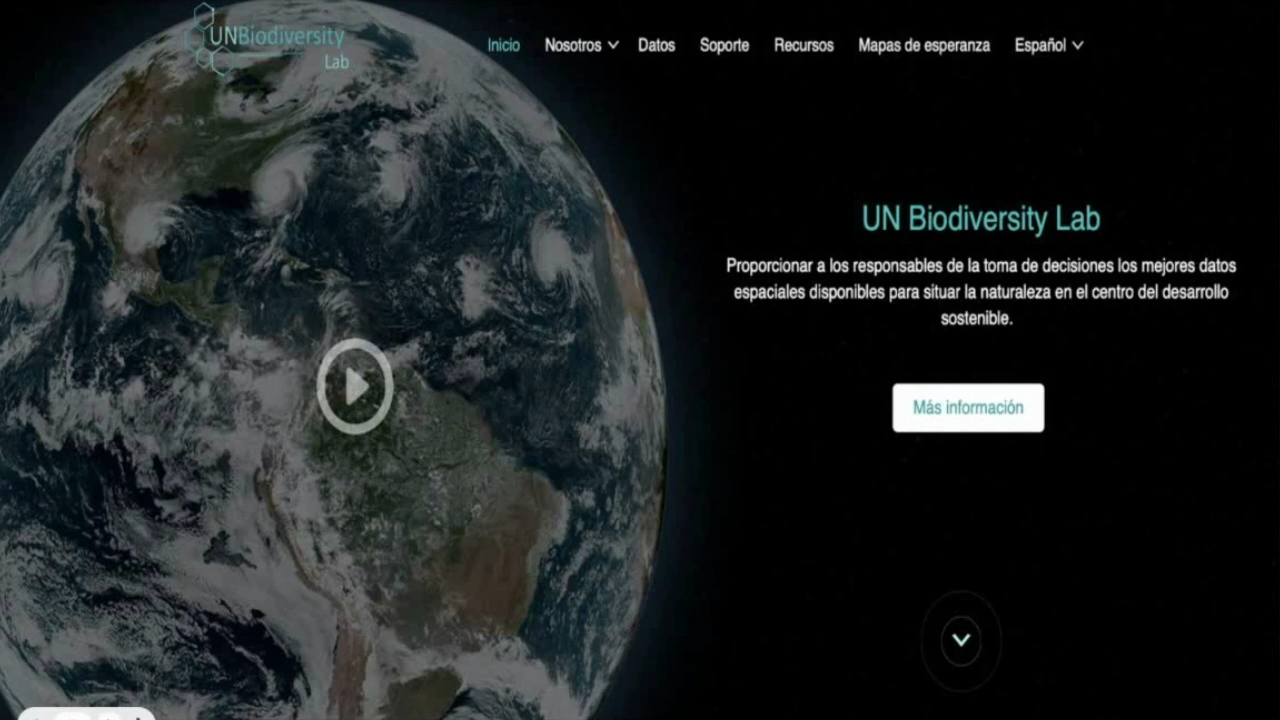 UNBiodiversity
Lab
Inicio Nosotros Datos Soporte Recursos Mapas de esperanza Español
UN Biodiversity Lab
Proporcionar a los responsables de la toma de decisiones los mejores datos
espaciales disponibles para situar la naturaleza en el centro del desarrollo
sostenible.
Más información